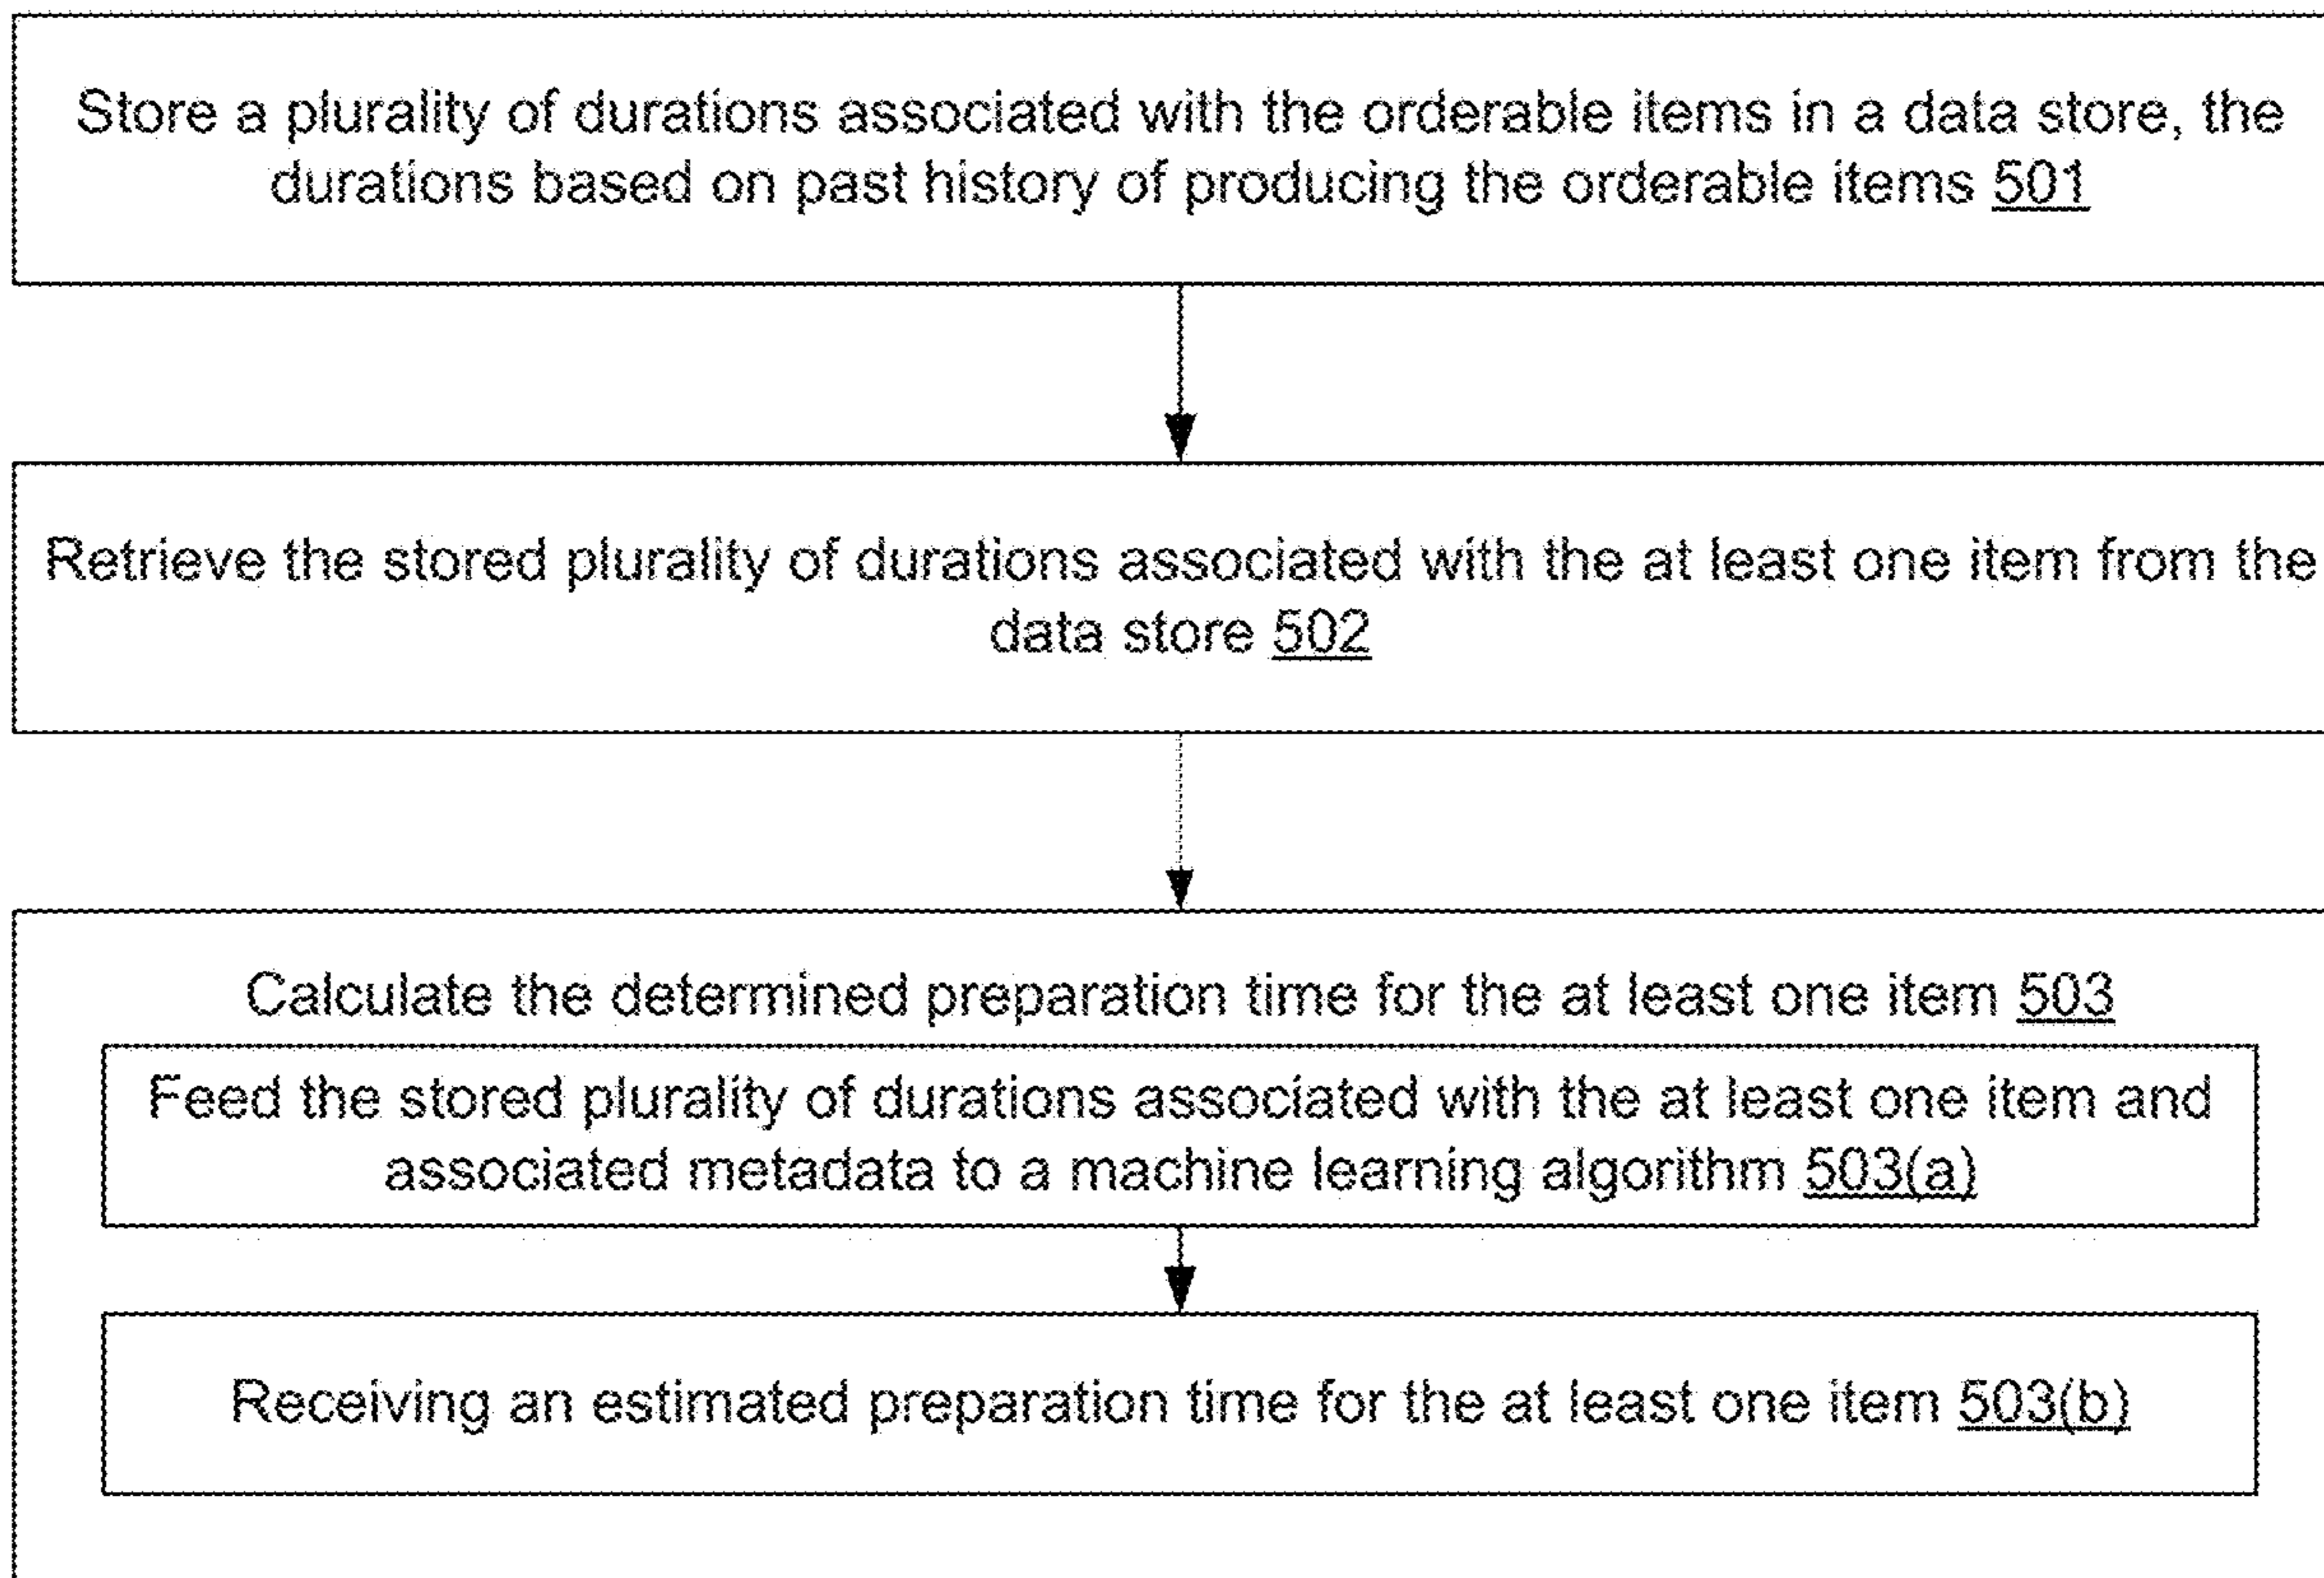 Store a plurality of durations associated with the orderable items in a data store, the
durations based on past history of producing the orderable items 501
Retrieve the stored plurality of durations associated with the at least one item from the
data store 502
Calculate the determined preparation time for the at least one item 503
Feed the stored plurality of durations associated with the at least one item and
associated metadata to a machine learning algorithm 503(a)
Receiving an estimated preparation time for the at least one item 503(b)